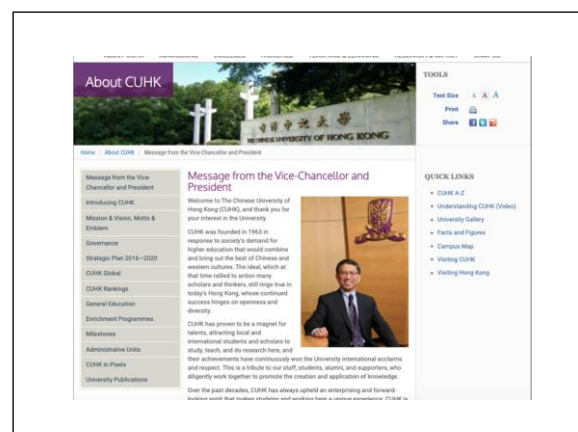 About CUHK
香港中文大學
THE CHINESE UNIVERSITY OF HONG KONG
TOOLS
Text Size A A A
Print
Share
Home / About CUHK / Message from the Vice-Chancellor and President
Message from the Vice-
Chancellor and President
Introducing CUHK
Mission & Vision, Motto &
Emblem
Governance
Strategic Plan 2016–2020
CUHK Global
CUHK Rankings
General Education
Enrichment Programmes
Milestones
Administrative Units
CUHK in Pixels
University Publications
Message from the Vice-Chancellor and
President
Welcome to The Chinese University of
Hong Kong (CUHK), and thank you for
your interest in the University.
CUHK was founded in 1963 in
response to society's demand for
higher education that would combine
and bring out the best of Chinese and
western cultures. The ideal, which at
that time rallied to action many
scholars and thinkers, still rings true in
today's Hong Kong, whose continued
success hinges on openness and
diversity.
CUHK has proven to be a magnet for
talents, attracting local and
international students and scholars to
study, teach, and do research here, and
their achievements have continuously won the University international acclaims
and respect. This is a tribute to our staff, students, alumni, and supporters, who
diligently work together to promote the creation and application of knowledge.
Over the past decades, CUHK has always upheld an enterprising and forward-
looking spirit that makes studying and working here a unique experience. CUHK is
QUICK LINKS
CUHK A-Z
Understanding CUHK (Video)
University Gallery
Facts and Figures
Campus Map
Visiting CUHK
Visiting Hong Kong